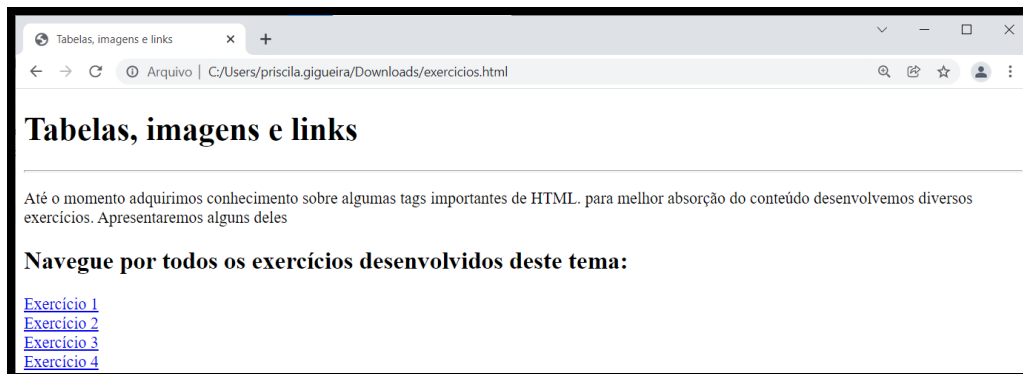 Tabelas, imagens e links
Arquivo | C:/Users/priscila.gigueira/Downloads/exercicios.html
Tabelas, imagens e links
Até o momento adquirimos conhecimento sobre algumas tags importantes de HTML. para melhor absorção do conteúdo desenvolvemos diversos
exercícios. Apresentaremos alguns deles
Navegue por todos os exercícios desenvolvidos deste tema:
Exercício 1
Exercício 2
Exercício 3
Exercício 4